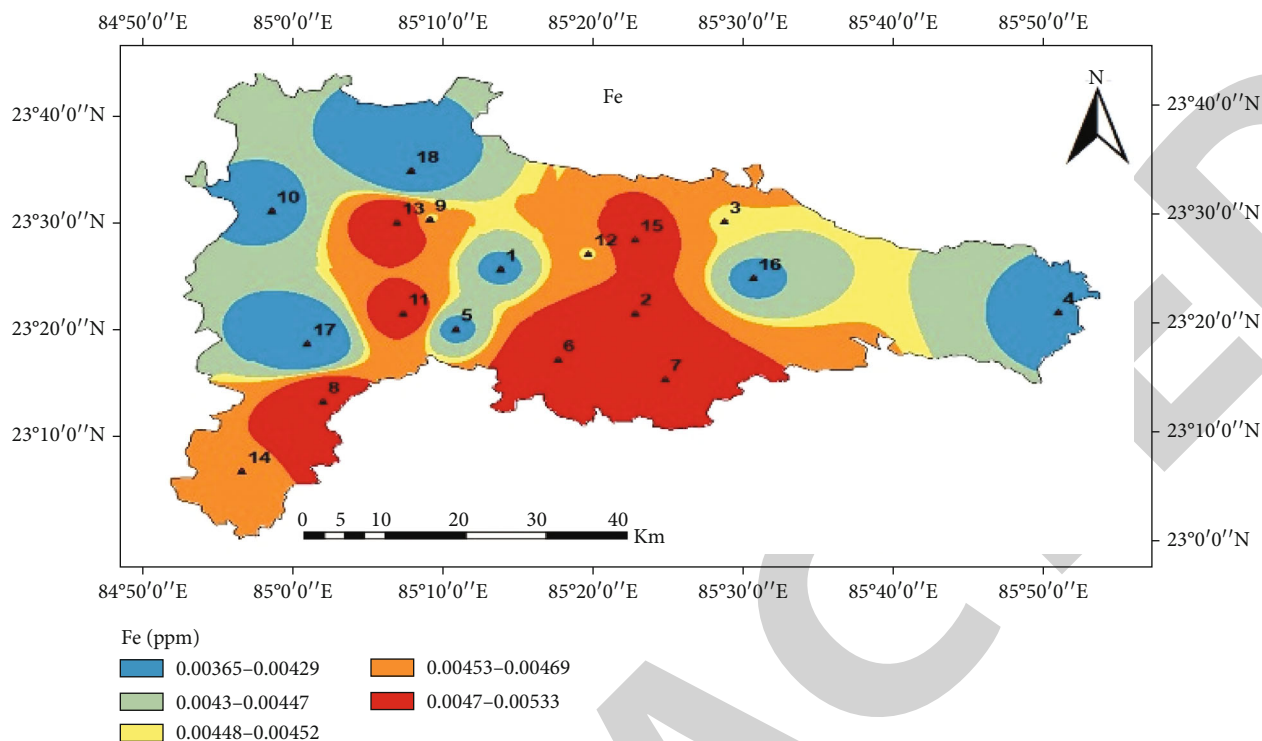 84°50′0′′E 85°0′0′′E 85°10′0′′E 85°20′0′′E 85°30′0′′E 85°40′0′′E 85°50′0′′E
Fe
N
23°40′0′′N 23°40′0′′N
18
10
13 9 3
23°30′0′′N 23°30′0′′N
15
12
1
16
11 2
4
5
17
23°20′0′′N 23°20′0′′N
6
7
8
23°10′0′′N 23°10′0′′N
14
0 5 10 20 30 40
Km
23°0′0′′N
84°50′0′′E 85°0′0′′E 85°10′0′′E 85°20′0′′E 85°30′0′′E 85°40′0′′E 85°50′0′′E
Fe (ppm)
0.00365–0.00429 0.00453–0.00469
0.0043–0.00447 0.0047–0.00533
0.00448–0.00452